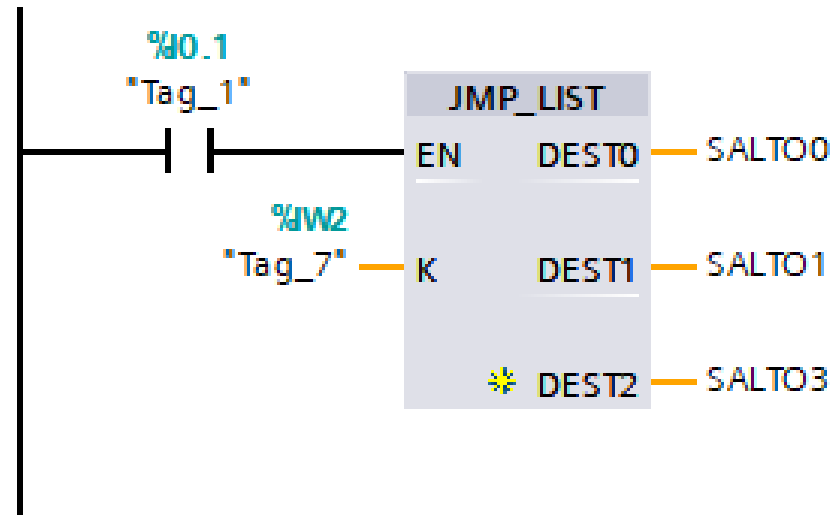 %I0.1
"Tag_1"
JMP_LIST
EN DEST0 SALTO0
%IW2
"Tag_7" K DEST1 SALTO1
DEST2 SALTO3